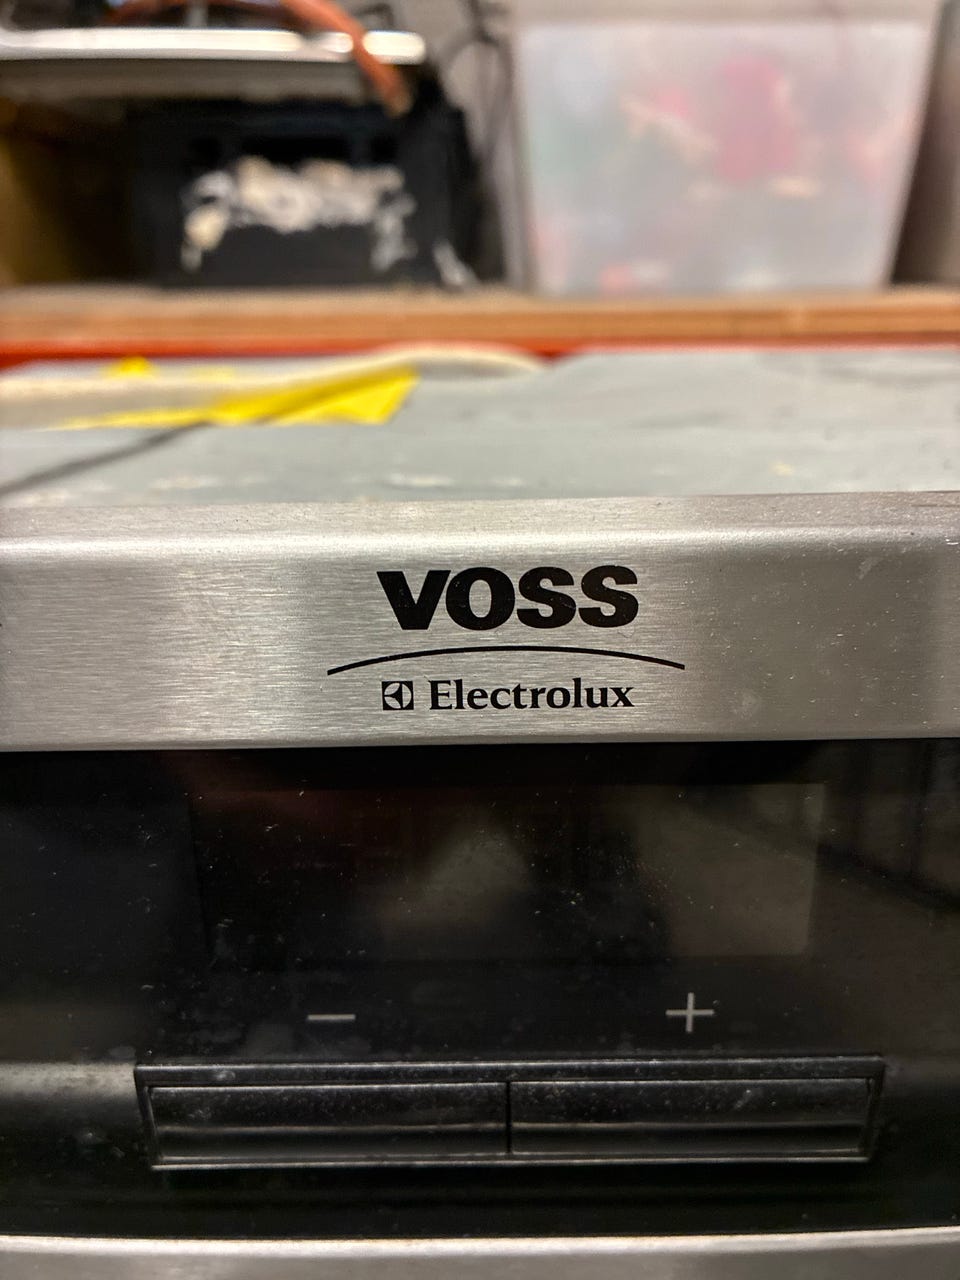 VOSS
Electrolux
− +